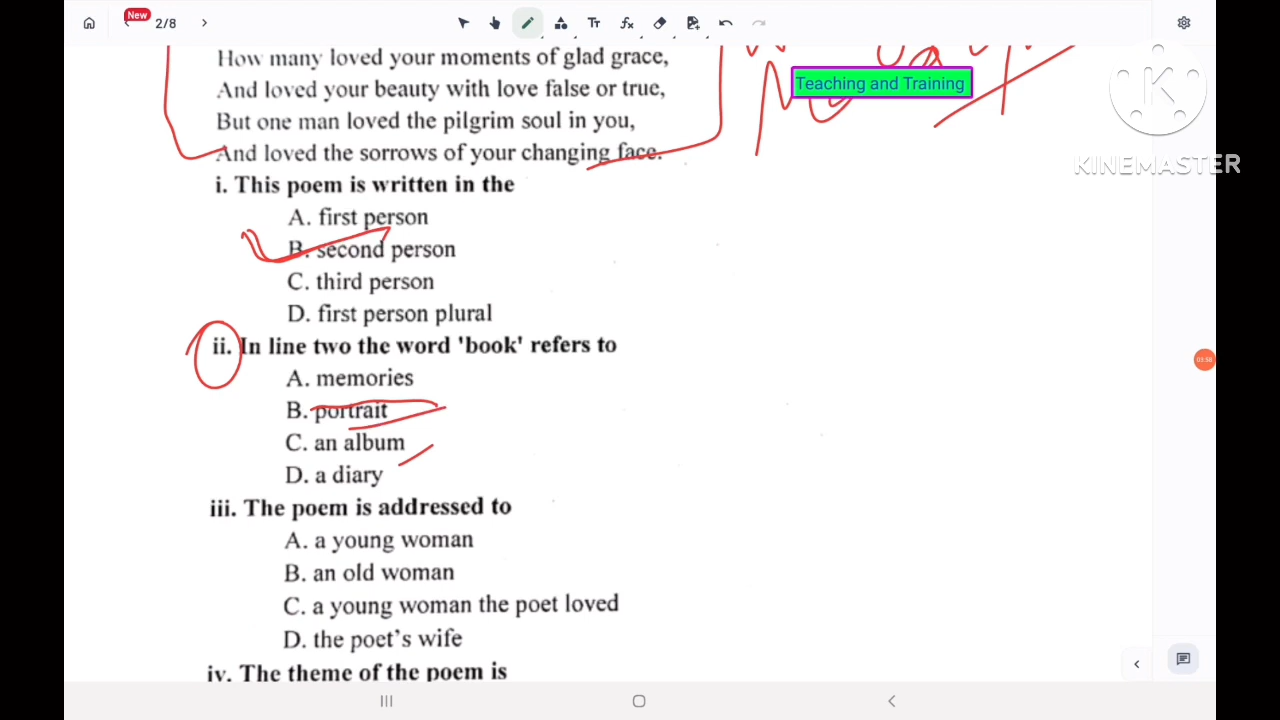 New
2/8
Tт
fx
How many loved your moments of glad grace,
And loved your beauty with love false or true,
But one man loved the pilgrim soul in you,
And loved the sorrows of your changing face.
Teaching and Training
K
KINEMASTER
i. This poem is written in the
A. first person
B. second person
C. third person
D. first person plural
ii. In line two the word 'book' refers to
A. memories
B. portrait
C. an album
D. a diary
03:58
iii. The poem is addressed to
A. a young woman
B. an old woman
C. a young woman the poet loved
D. the poet's wife
iv. The theme of the poem is